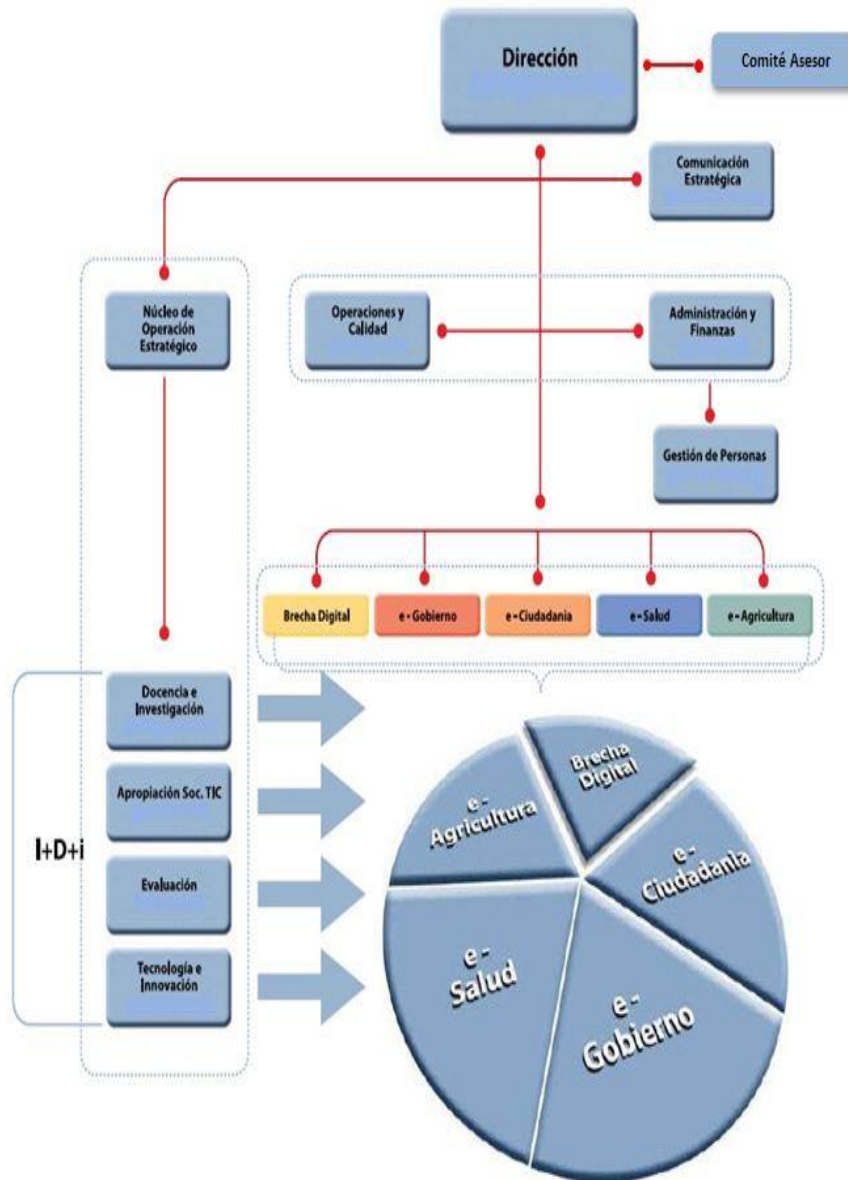 Dirección
Comité Asesor
Comunicación
Estratégica
Núcleo de
Operación
Estratégico
Operaciones y
Calidad
Administración y
Finanzas
Gestión de Personas
Brecha Digital
e - Gobierno
e - Ciudadanía
e - Salud
e - Agricultura
I+D+i
Docencia e
Investigación
Apropiación Soc. TIC
Evaluación
Tecnología e
Innovación
Brecha
Digital
e -
Agricultura
e -
Ciudadania
e -
Salud
e -
Gobierno